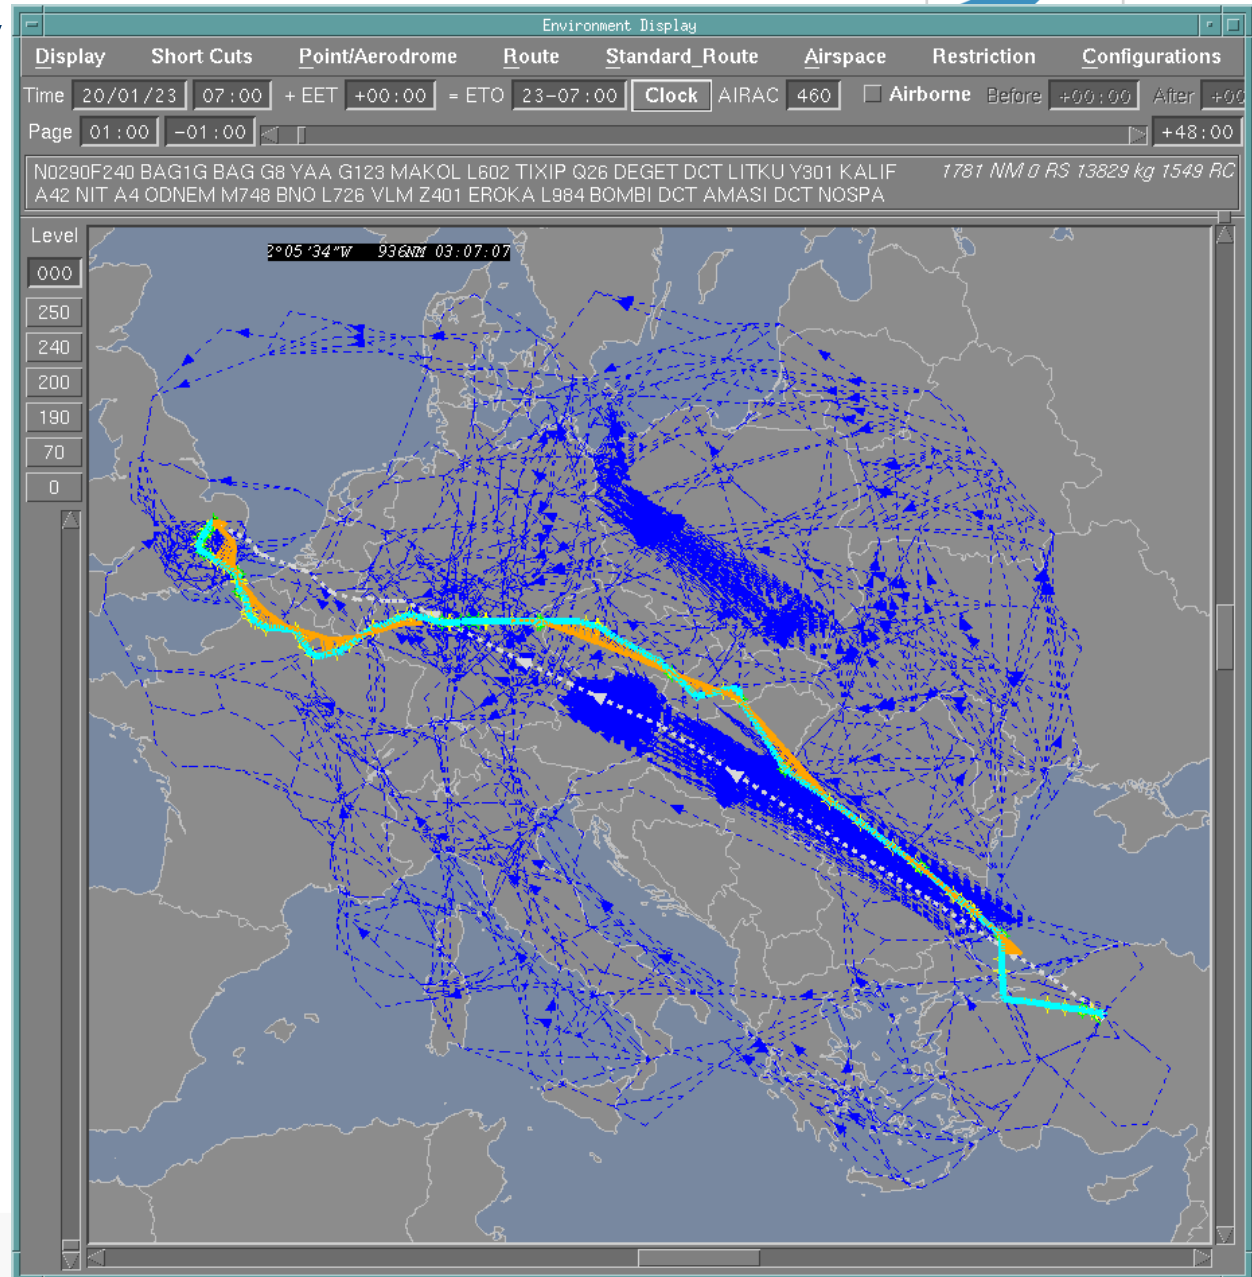 Environment Display
Display Short Cuts Point/Aerodrome Route Standard_Route Airspace Restriction Configurations
Time 20/01/23 07:00 + EET +00:00 = ETO 23-07:00 Clock AIRAC 460 Airborne Before +00:00 After +00
Page 01:00 -01:00 +48:00
N0290F240 BAG1G BAG G8 YAA G123 MAKOL L602 TIXIP Q26 DEGET DCT LITKU Y301 KALIF 1781 NM 0 RS 13829 kg 1549 RC
A42 NIT A4 ODNEM M748 BNO L726 VLM Z401 EROKA L984 BOMBI DCT AMASI DCT NOSPA
Level
2°05'34"W 936NM 03:07:07
000
250
240
200
190
70
0